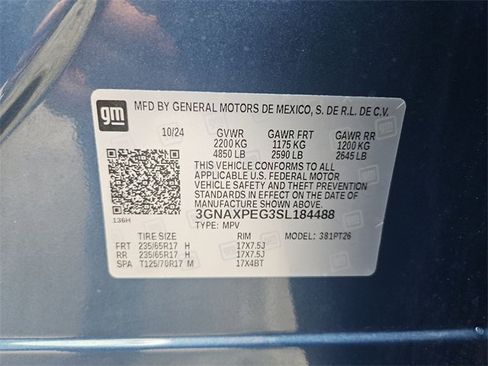 gm
MFD BY GENERAL MOTORS DE MEXICO, S. DE R.L. DE C.V.
10/24 GVWR GAWR FRT GAWR RR
2200 KG 1175 KG 1200 KG
4850 LB 2590 LB 2645 LB
THIS VEHICLE CONFORMS TO ALL
APPLICABLE U.S. FEDERAL MOTOR
VEHICLE SAFETY AND THEFT PREVENTION
STANDARDS IN EFFECT ON THE DATE OF
MANUFACTURE SHOWN ABOVE.
3GNAXPEG3SL184488
136H TYPE: MPV
TIRE SIZE RIM MODEL: 381PT26
FRT 235/65R17 H 17X7.5J
RR 235/65R17 H 17X7.5J
SPA T125/70R17 M 17X4BT